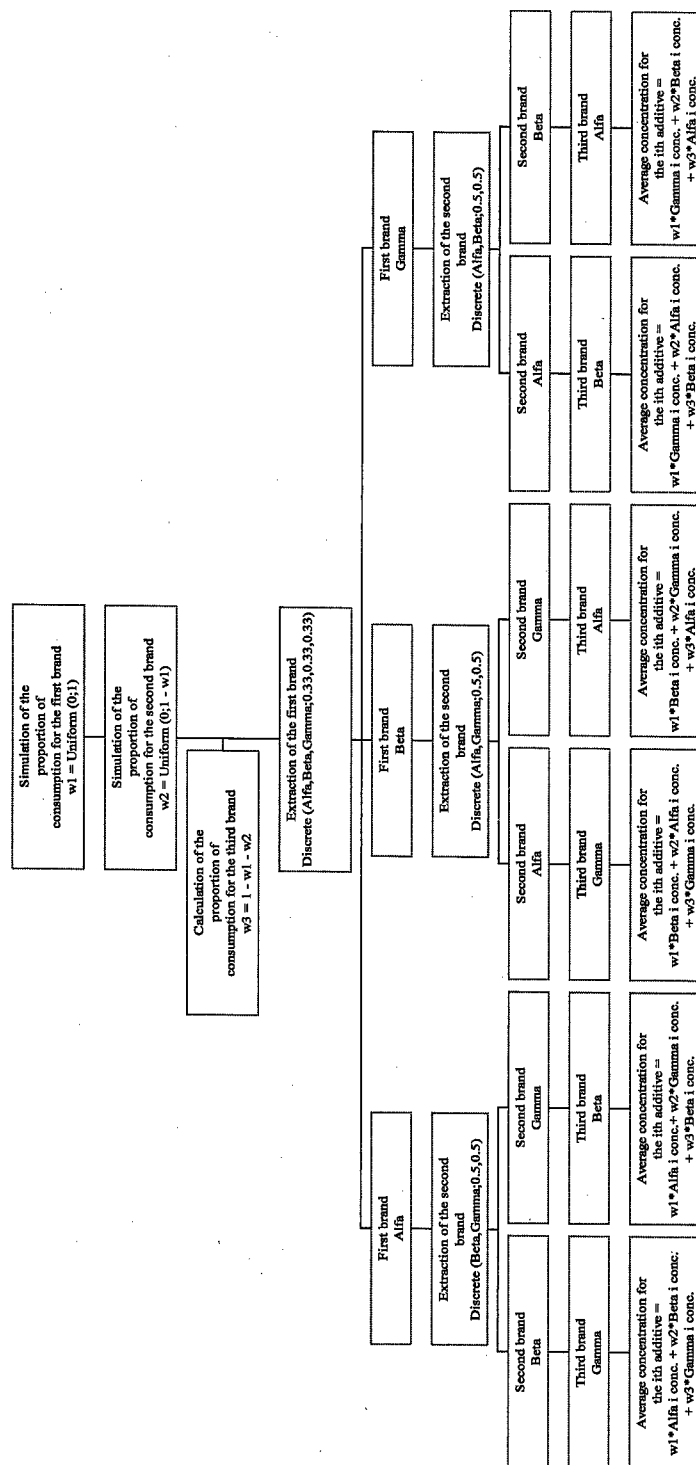 Simulation of the
proportion of
consumption for the first brand
w1 = Uniform (0;1)
Simulation of the
proportion of
consumption for the second brand
w2 = Uniform (0;1 - w1)
Calculation of the
proportion of
consumption for the third brand
w3 = 1 - w1 - w2
Extraction of the first brand
Discrete (Alfa,Beta,Gamma;0.33,0.33,0.33)
First brand
Alfa
First brand
Beta
First brand
Gamma
Extraction of the second
brand
Discrete (Beta,Gamma;0.5,0.5)
Extraction of the second
brand
Discrete (Alfa,Gamma;0.5,0.5)
Extraction of the second
brand
Discrete (Alfa,Beta;0.5,0.5)
Second brand
Beta
Second brand
Gamma
Second brand
Alfa
Second brand
Gamma
Second brand
Alfa
Second brand
Beta
Third brand
Gamma
Third brand
Beta
Third brand
Gamma
Third brand
Alfa
Third brand
Beta
Third brand
Alfa
Average concentration for
the ith additive =
w1*Alfa i conc. + w2*Beta i conc.
+ w3*Gamma i conc.
Average concentration for
the ith additive =
w1*Alfa i conc.+ w2*Gamma i conc.
+ w3*Beta i conc.
Average concentration for
the ith additive =
w1*Beta i conc. + w2*Alfa i conc.
+ w3*Gamma i conc.
Average concentration for
the ith additive =
w1*Beta i conc. + w2*Gamma i conc.
+ w3*Alfa i conc.
Average concentration for
the ith additive =
w1*Gamma i conc. + w2*Alfa i conc.
+ w3*Beta i conc.
Average concentration for
the ith additive =
w1*Gamma i conc. + w2*Beta i conc.
+ w3*Alfa i conc.